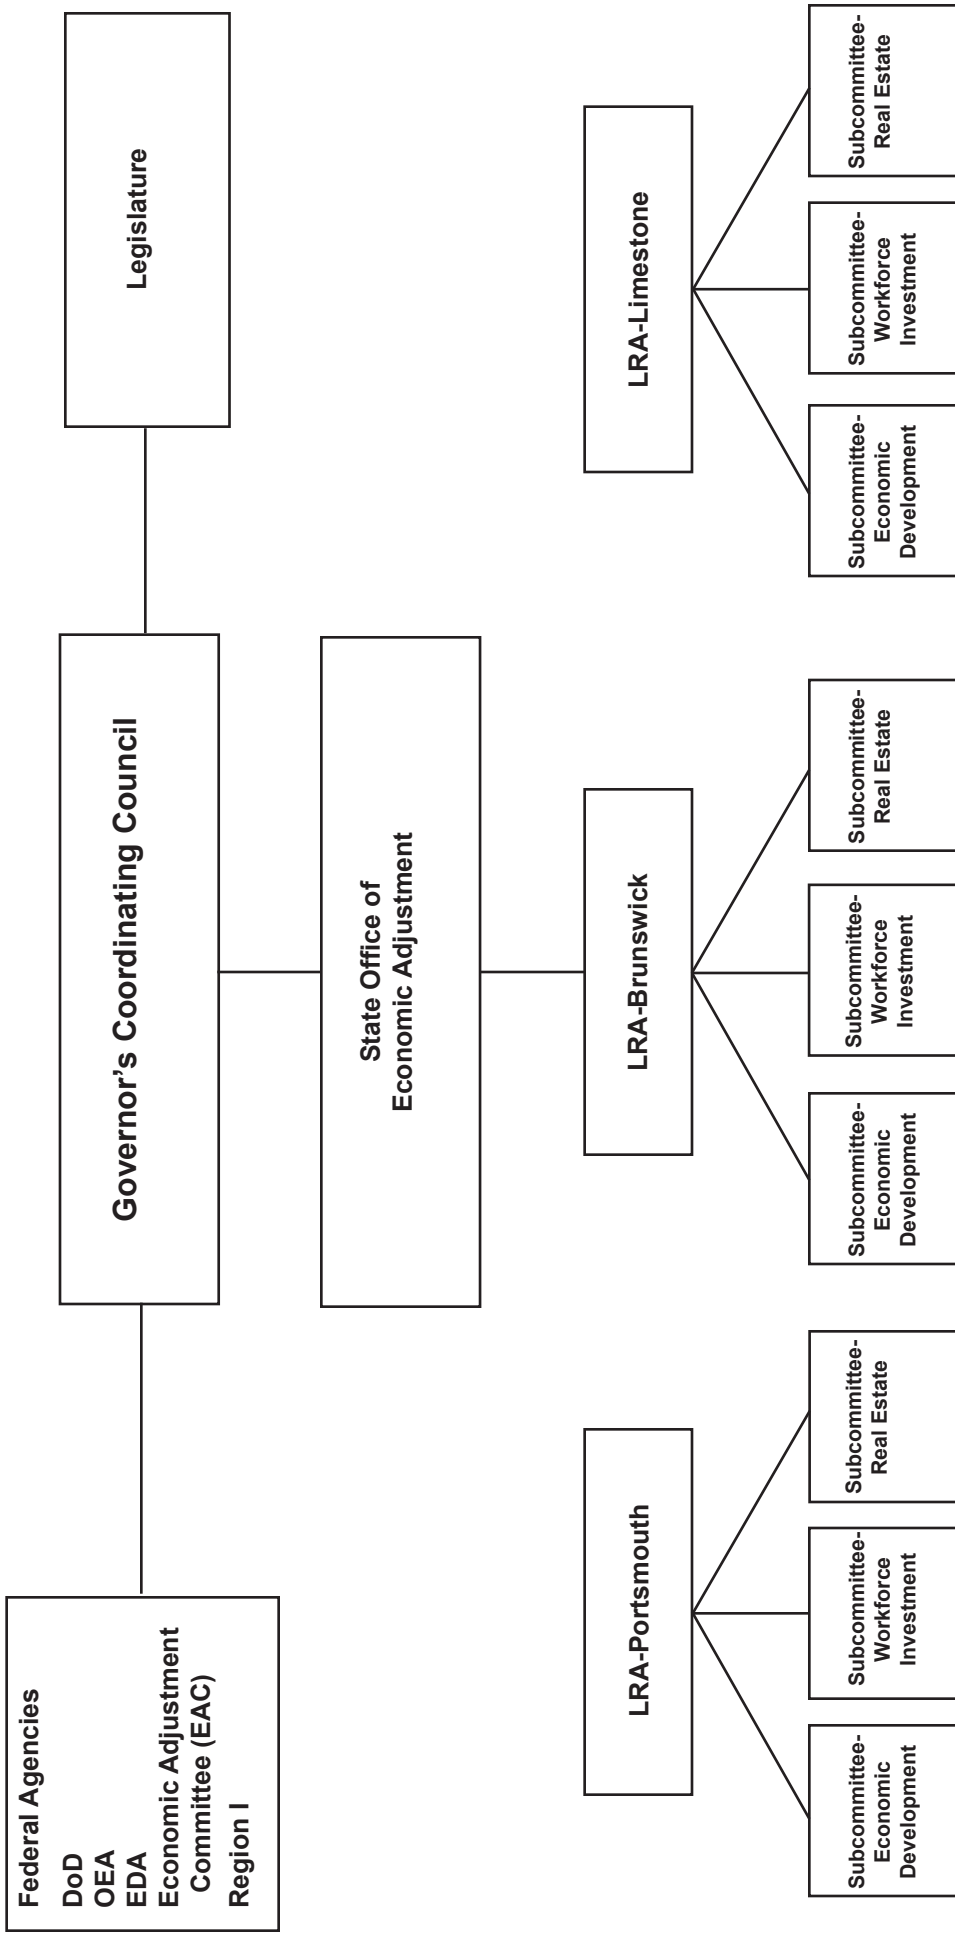 Federal Agencies
DoD
OEA
EDA
Economic Adjustment
Committee (EAC)
Region I
Governor’s Coordinating Council
Legislature
State Office of
Economic Adjustment
LRA-Portsmouth
LRA-Brunswick
LRA-Limestone
Subcommittee-
Economic
Development
Subcommittee-
Workforce
Investment
Subcommittee-
Real Estate
Subcommittee-
Economic
Development
Subcommittee-
Workforce
Investment
Subcommittee-
Real Estate
Subcommittee-
Economic
Development
Subcommittee-
Workforce
Investment
Subcommittee-
Real Estate